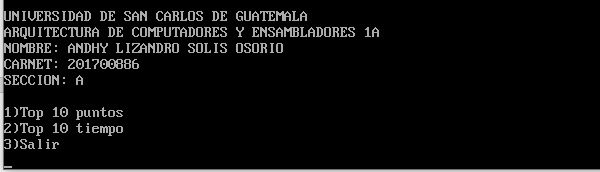 UNIVERSIDAD DE SAN CARLOS DE GUATEMALA
ARQUITECTURA DE COMPUTADORES Y ENSAMBLADORES 1A
NOMBRE: ANDHY LIZANDRO SOLIS OSORIO
CARNET: 201700886
SECCION: A
1)Top 10 puntos
2)Top 10 tiempo
3)Salir